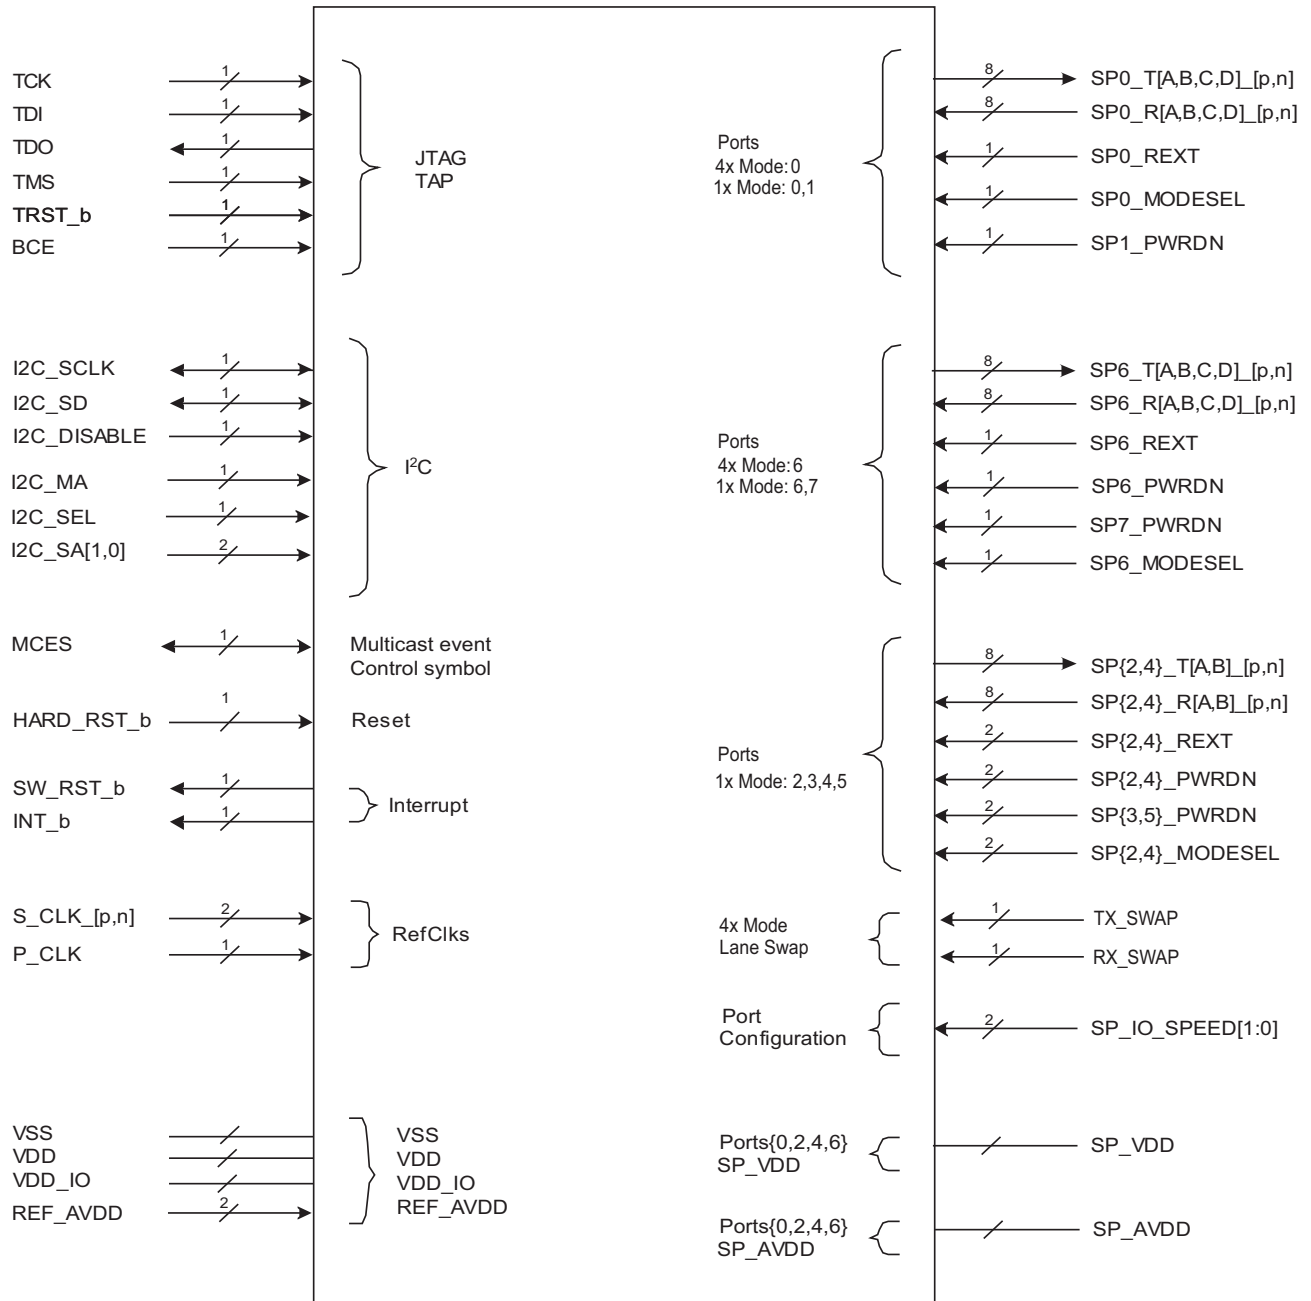 TCK 1
TDI 1
TDO 1
TMS 1
TRST_b 1
BCE 1
JTAG
TAP
I2C_SCLK 1
I2C_SD 1
I2C_DISABLE 1
I2C_MA 1
I2C_SEL 1
I2C_SA[1,0] 2
I²C
MCES 1
Multicast event
Control symbol
HARD_RST_b 1
Reset
SW_RST_b 1
INT_b 1
Interrupt
S_CLK_[p,n] 2
P_CLK 1
RefClks
VSS
VDD
VDD_IO
REF_AVDD 2
VSS
VDD
VDD_IO
REF_AVDD
Ports
4x Mode: 0
1x Mode: 0,1
8 SP0_T[A,B,C,D]_[p,n]
8 SP0_R[A,B,C,D]_[p,n]
1 SP0_REXT
1 SP0_MODESEL
1 SP1_PWRDN
Ports
4x Mode: 6
1x Mode: 6,7
8 SP6_T[A,B,C,D]_[p,n]
8 SP6_R[A,B,C,D]_[p,n]
1 SP6_REXT
1 SP6_PWRDN
1 SP7_PWRDN
1 SP6_MODESEL
Ports
1x Mode: 2,3,4,5
8 SP{2,4}_T[A,B]_[p,n]
8 SP{2,4}_R[A,B]_[p,n]
2 SP{2,4}_REXT
2 SP{2,4}_PWRDN
2 SP{3,5}_PWRDN
2 SP{2,4}_MODESEL
4x Mode
Lane Swap
1 TX_SWAP
1 RX_SWAP
Port
Configuration
2 SP_IO_SPEED[1:0]
Ports{0,2,4,6}
SP_VDD
SP_VDD
Ports{0,2,4,6}
SP_AVDD
SP_AVDD